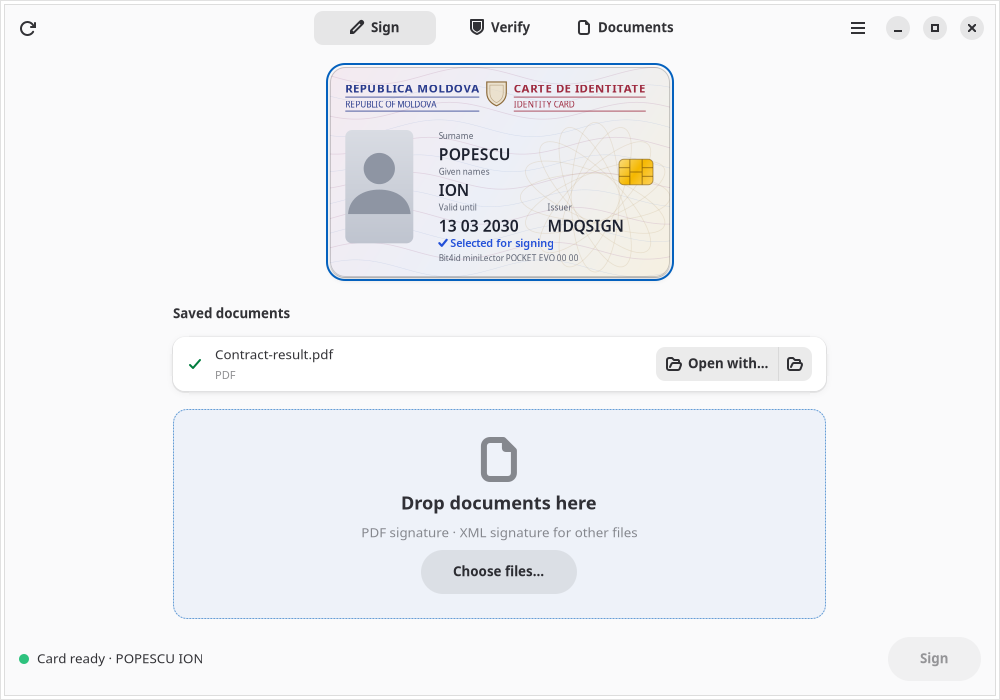 Sign
Verify
Documents
REPUBLICA MOLDOVA
CARTE DE IDENTITATE
REPUBLIC OF MOLDOVA
IDENTITY CARD
Surname
POPESCU
Given names
ION
Valid until
Issuer
13 03 2030
MDQSIGN
Selected for signing
Bit4id miniLector POCKET EVO 00 00
Saved documents
Contract-result.pdf
PDF
Open with...
Drop documents here
PDF signature · XML signature for other files
Choose files...
Card ready · POPESCU ION
Sign